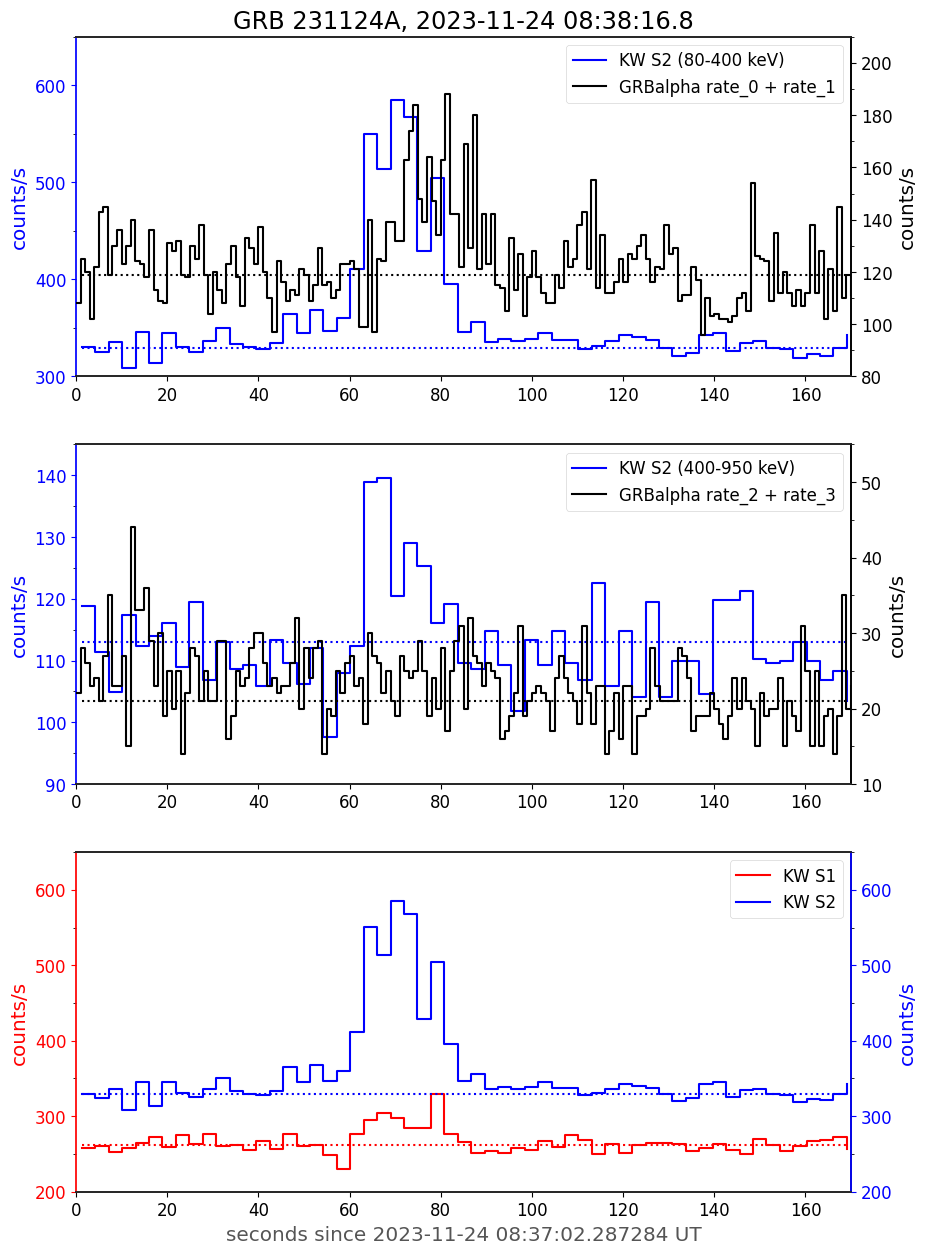 GRB 231124A, 2023-11-24 08:38:16.8
KW S2 (80-400 keV)
GRBalpha rate_0 + rate_1
600
500
400
300
counts/s
200
180
160
140
120
100
80
counts/s
0 20 40 60 80 100 120 140 160
KW S2 (400-950 keV)
GRBalpha rate_2 + rate_3
140
130
120
110
100
90
counts/s
50
40
30
20
10
counts/s
0 20 40 60 80 100 120 140 160
KW S1
KW S2
600
500
400
300
200
counts/s
600
500
400
300
200
counts/s
0 20 40 60 80 100 120 140 160
seconds since 2023-11-24 08:37:02.287284 UT